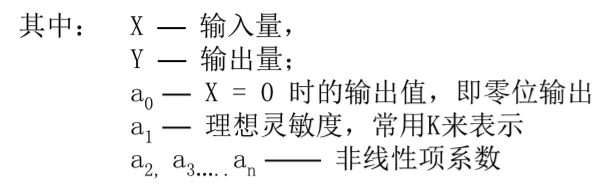 其中： X — 输入量，
Y — 输出量；
a₀ — X = 0 时的输出值，即零位输出
a₁ — 理想灵敏度，常用K来表示
a₂, a₃..... aₙ —— 非线性项系数